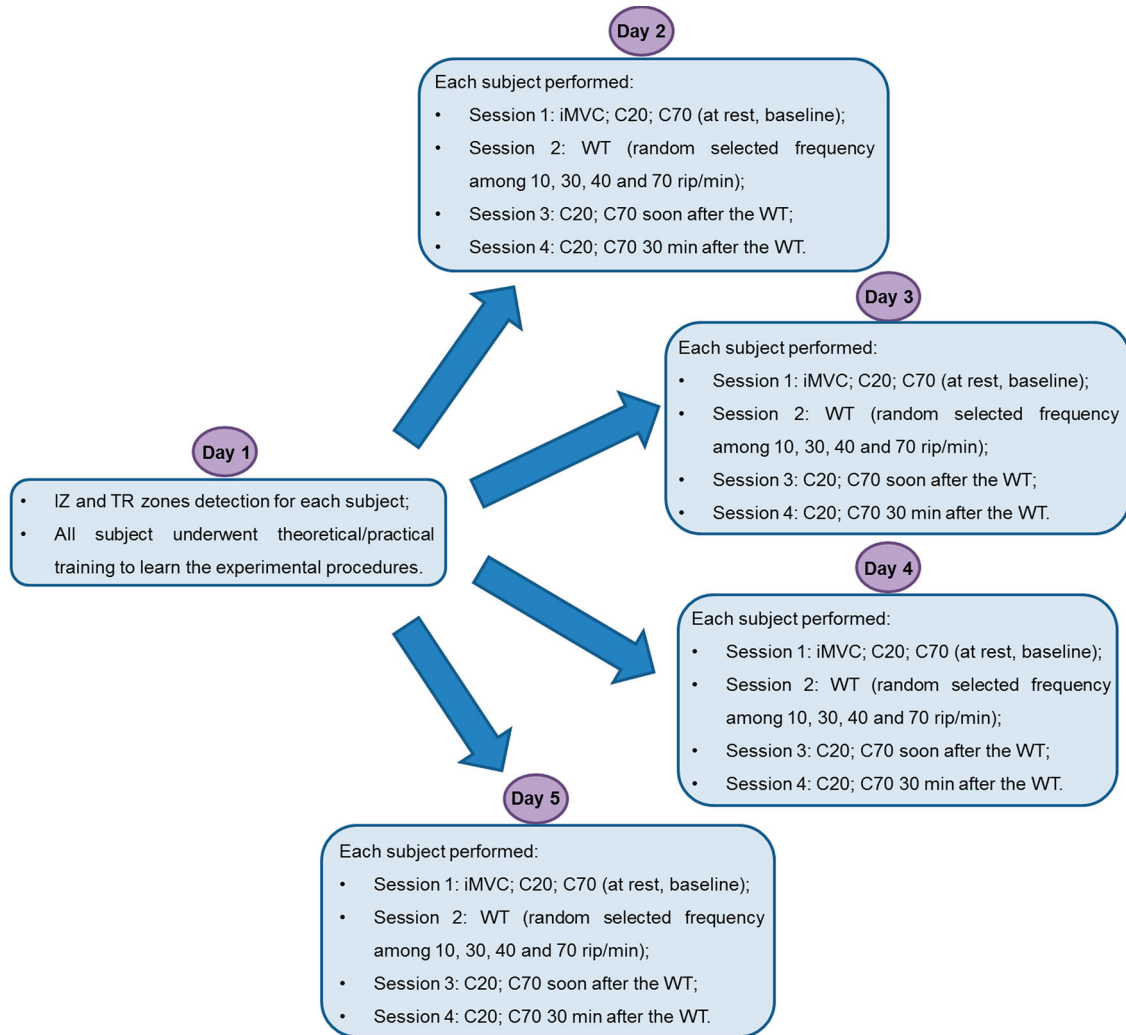 Day 2
Each subject performed:
• Session 1: iMVC; C20; C70 (at rest, baseline);
• Session 2: WT (random selected frequency
among 10, 30, 40 and 70 rip/min);
• Session 3: C20; C70 soon after the WT;
• Session 4: C20; C70 30 min after the WT.
Day 3
Each subject performed:
• Session 1: iMVC; C20; C70 (at rest, baseline);
• Session 2: WT (random selected frequency
among 10, 30, 40 and 70 rip/min);
• Session 3: C20; C70 soon after the WT;
• Session 4: C20; C70 30 min after the WT.
Day 1
• IZ and TR zones detection for each subject;
• All subject underwent theoretical/practical
training to learn the experimental procedures.
Day 4
Each subject performed:
• Session 1: iMVC; C20; C70 (at rest, baseline);
• Session 2: WT (random selected frequency
among 10, 30, 40 and 70 rip/min);
• Session 3: C20; C70 soon after the WT;
• Session 4: C20; C70 30 min after the WT.
Day 5
Each subject performed:
• Session 1: iMVC; C20; C70 (at rest, baseline);
• Session 2: WT (random selected frequency
among 10, 30, 40 and 70 rip/min);
• Session 3: C20; C70 soon after the WT;
• Session 4: C20; C70 30 min after the WT.